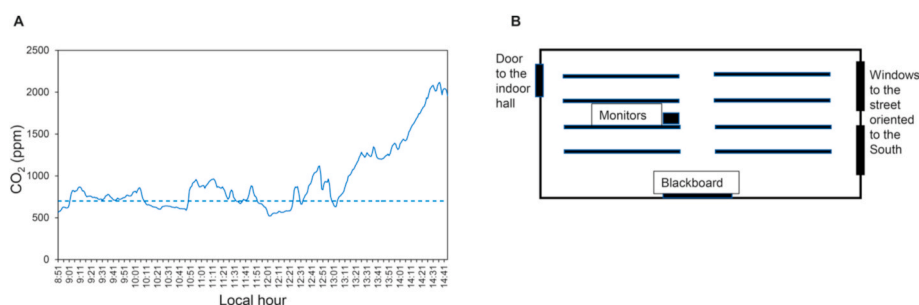 A
2500
2000
1500
1000
500
0
CO2 (ppm)
8:51
9:01
9:11
9:21
9:31
9:41
9:51
10:01
10:11
10:21
10:31
10:41
10:51
11:01
11:11
11:21
11:31
11:41
11:51
12:01
12:11
12:21
12:31
12:41
12:51
13:01
13:11
13:21
13:31
13:41
13:51
14:01
14:11
14:21
14:31
14:41
Local hour
B
Door
to the
indoor
hall
Monitors
Blackboard
Windows
to the
street
oriented
to the
South